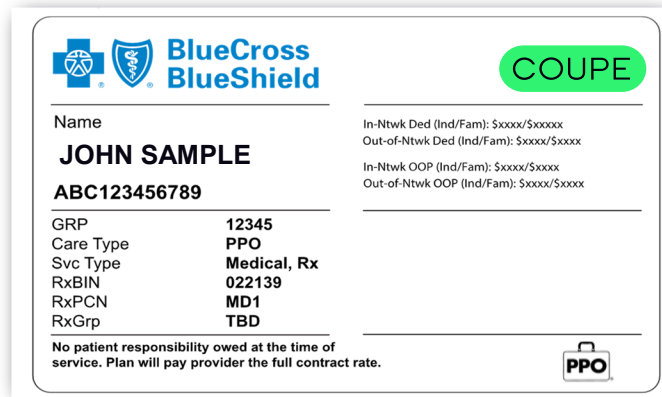 BlueCross
BlueShield
COUPE
Name
JOHN SAMPLE
ABC123456789
In-Ntwk Ded (Ind/Fam): $xxxx/$xxxxx
Out-of-Ntwk Ded (Ind/Fam): $xxxx/$xxxx
In-Ntwk OOP (Ind/Fam): $xxxx/$xxxx
Out-of-Ntwk OOP (Ind/Fam): $xxxx/$xxxx
GRP 12345
Care Type PPO
Svc Type Medical, Rx
RxBIN 022139
RxPCN MD1
RxGrp TBD
No patient responsibility owed at the time of
service. Plan will pay provider the full contract rate.
PPO